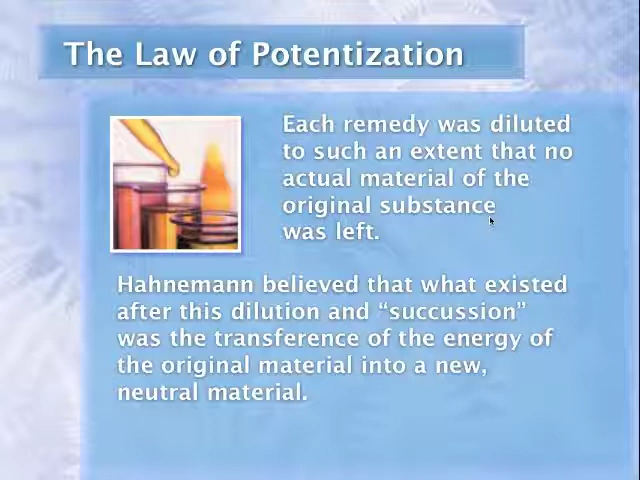 The Law of Potentization
Each remedy was diluted
to such an extent that no
actual material of the
original substance
was left.
Hahnemann believed that what existed
after this dilution and “succussion”
was the transference of the energy of
the original material into a new,
neutral material.